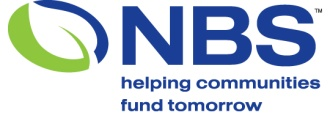 NBS™
helping communities
fund tomorrow